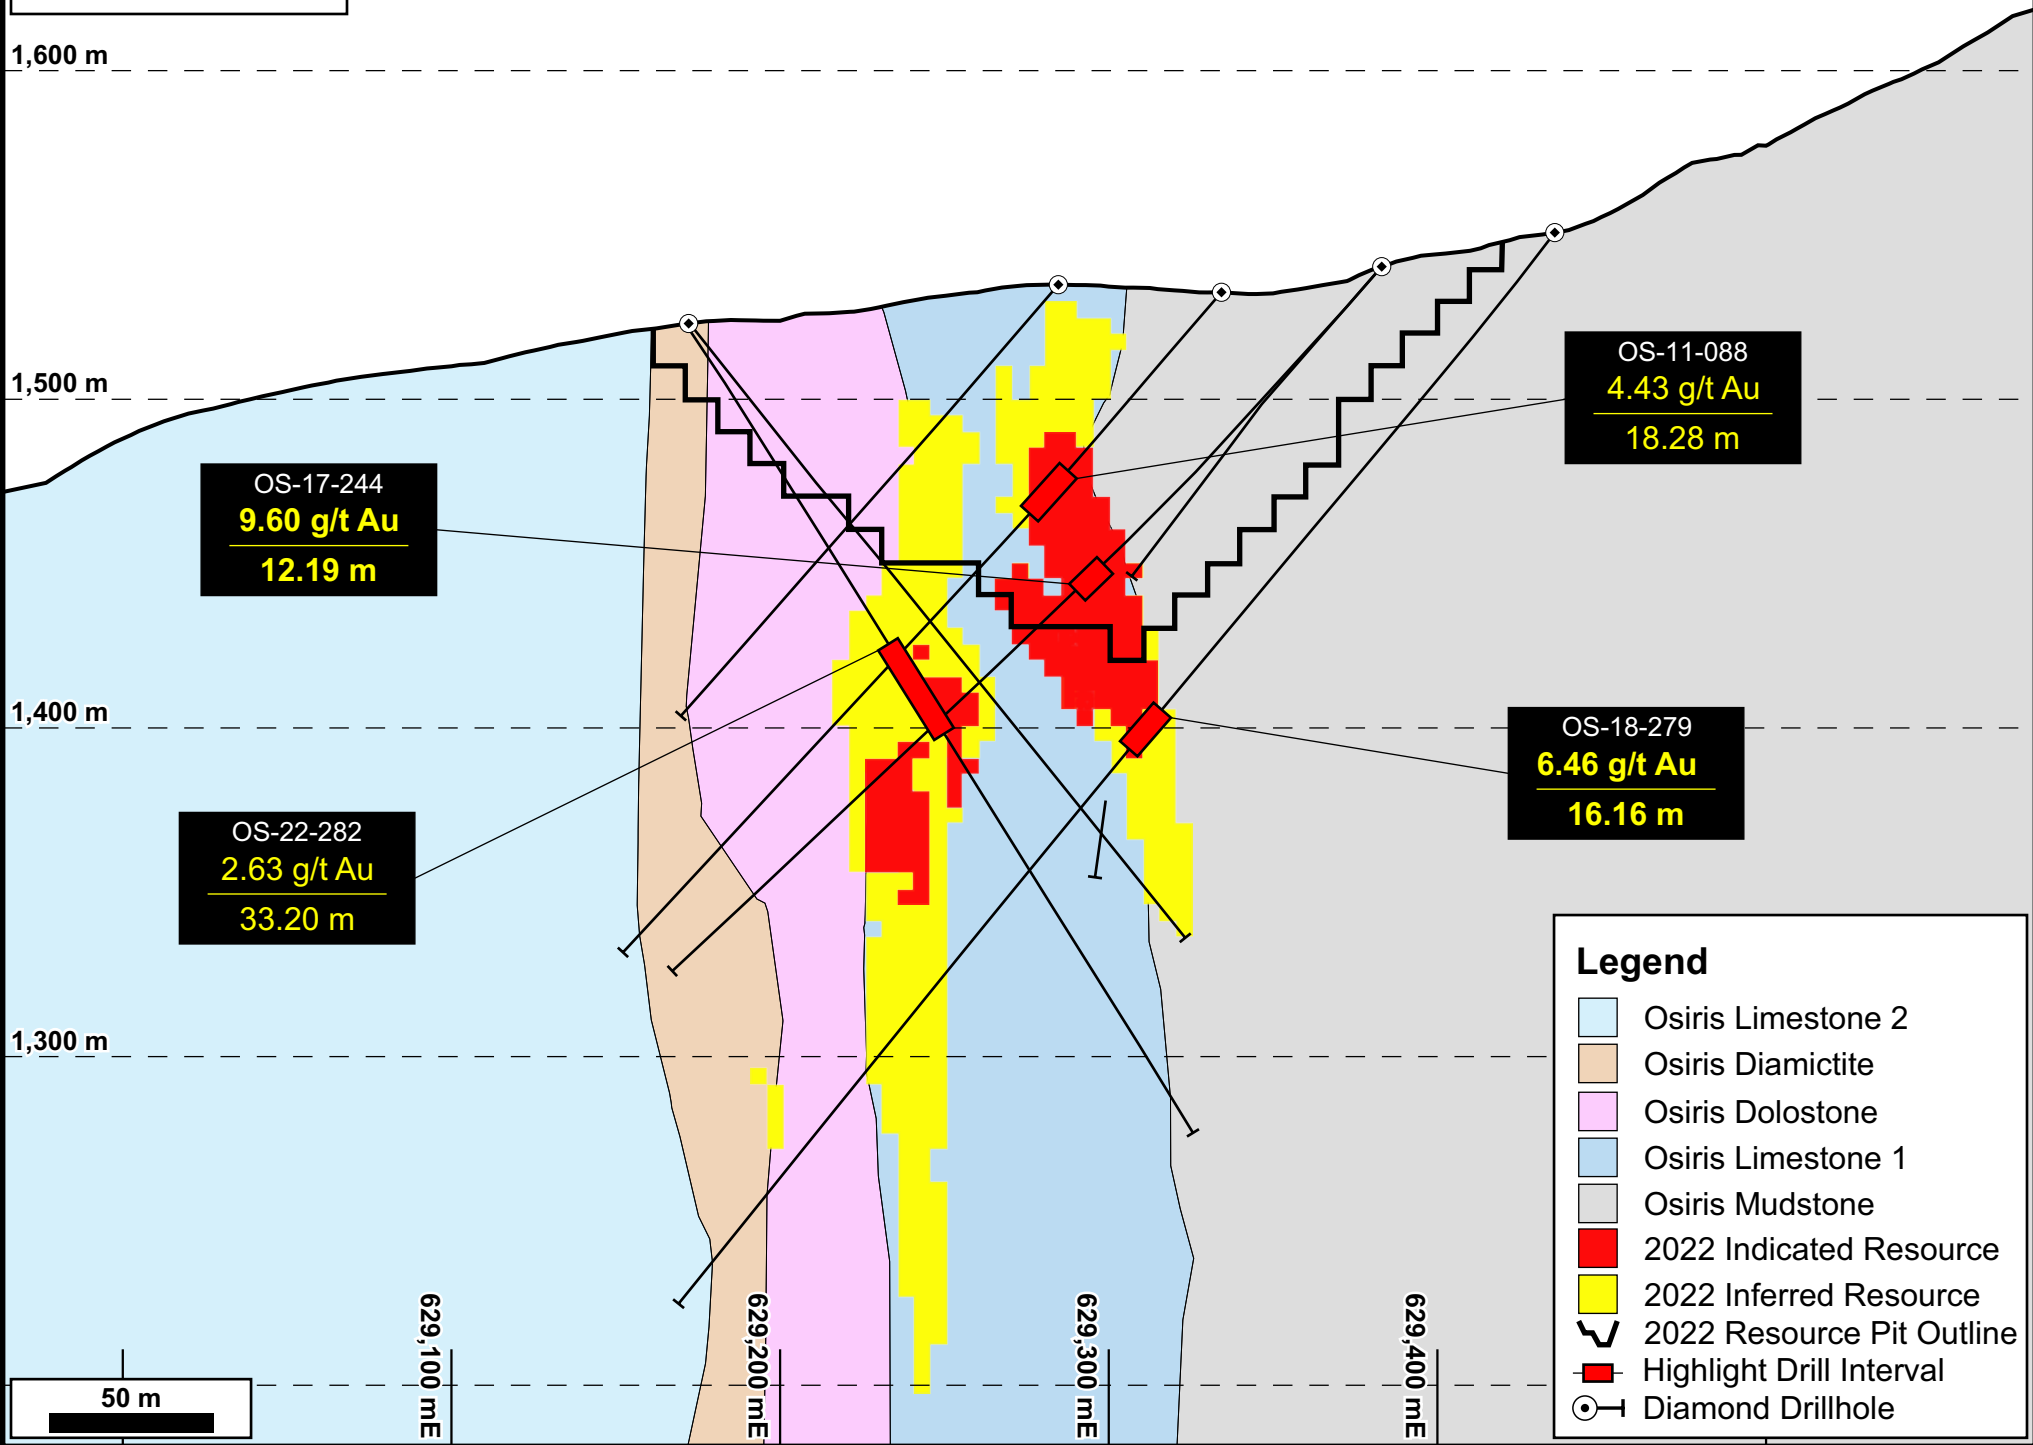 1,600 m
1,500 m
OS-11-088
4.43 g/t Au
18.28 m
OS-17-244
9.60 g/t Au
12.19 m
1,400 m
OS-18-279
6.46 g/t Au
16.16 m
OS-22-282
2.63 g/t Au
33.20 m
1,300 m
Legend
Osiris Limestone 2
Osiris Diamictite
Osiris Dolostone
Osiris Limestone 1
Osiris Mudstone
2022 Indicated Resource
2022 Inferred Resource
2022 Resource Pit Outline
Highlight Drill Interval
Diamond Drillhole
629,100 mE
629,200 mE
629,300 mE
629,400 mE
50 m